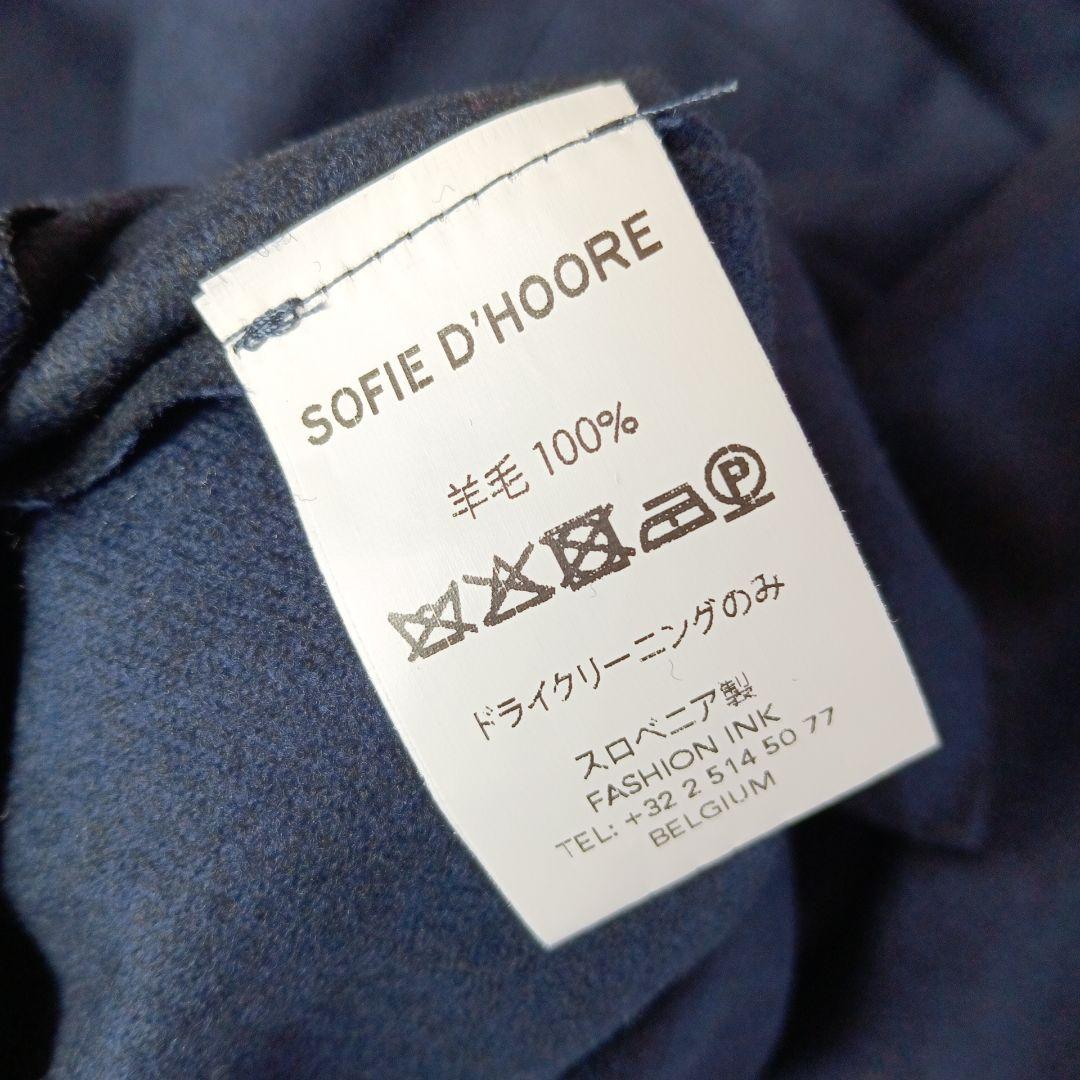 SOFIE D'HOORE
羊毛 100%
P
ドライクリーニングのみ
スロベニア製
FASHION INK
TEL: +32 2 514 50 77
BELGIUM